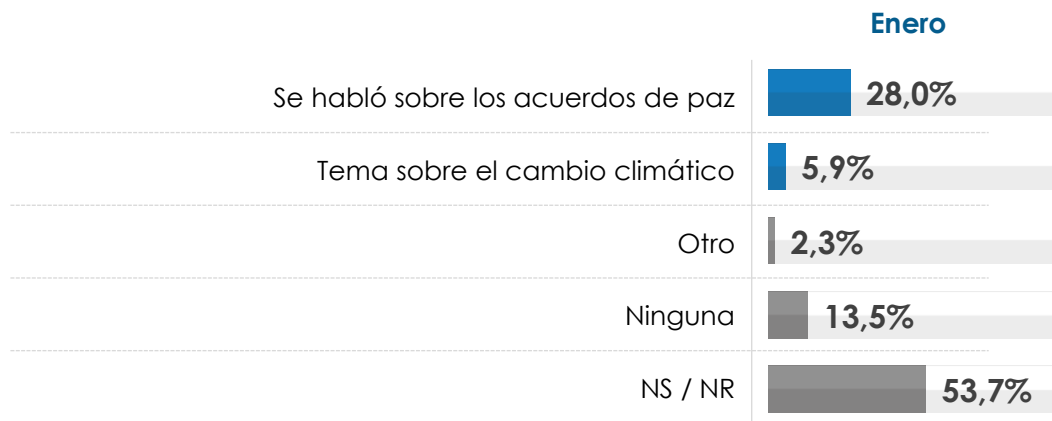 Enero
Se habló sobre los acuerdos de paz 28,0%
Tema sobre el cambio climático 5,9%
Otro 2,3%
Ninguna 13,5%
NS / NR 53,7%